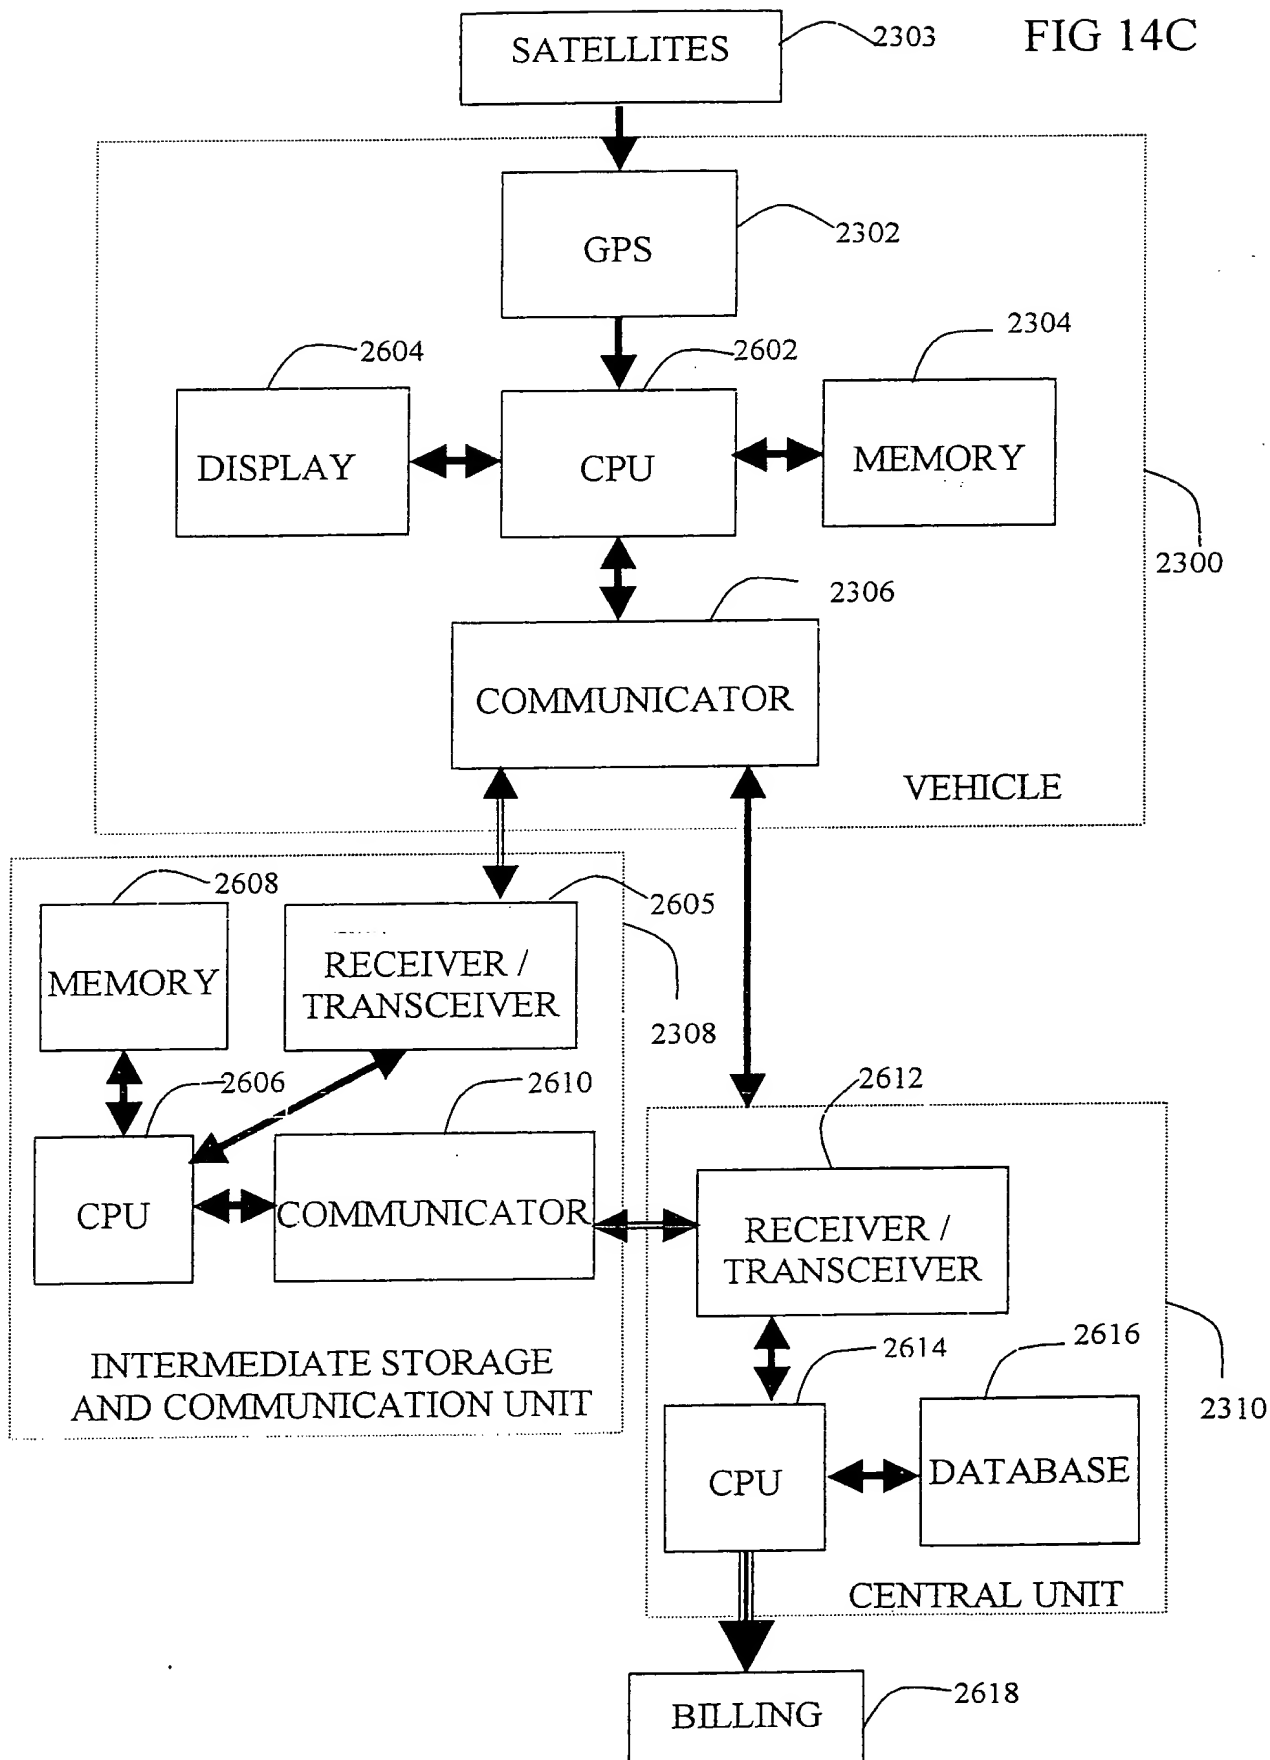 FIG 14C
SATELLITES
2303
GPS
2302
2604
2602
2304
DISPLAY
CPU
MEMORY
2300
2306
COMMUNICATOR
VEHICLE
2608
2605
MEMORY
RECEIVER /
TRANSCEIVER
2308
2606
2610
2612
CPU
COMMUNICATOR
RECEIVER /
TRANSCEIVER
INTERMEDIATE STORAGE
AND COMMUNICATION UNIT
2614
2616
2310
CPU
DATABASE
CENTRAL UNIT
BILLING
2618